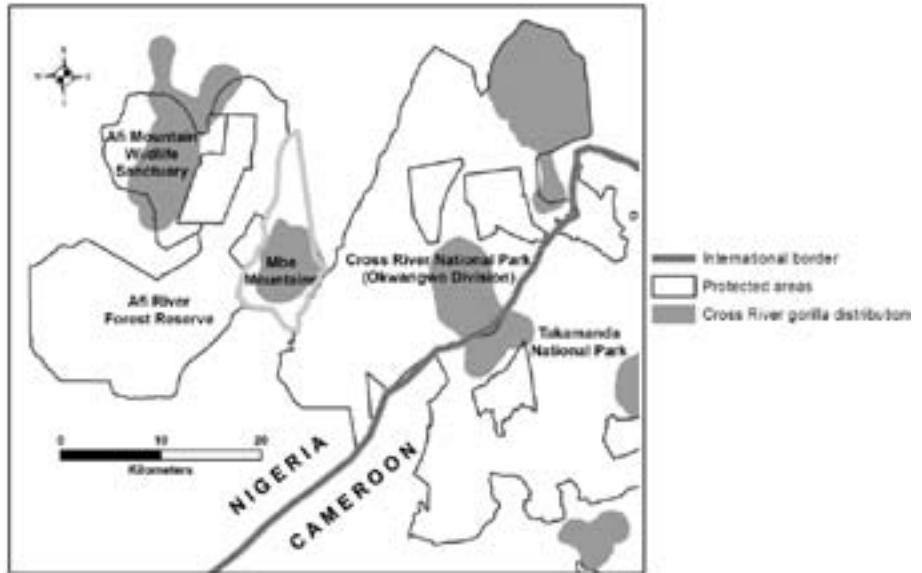 N
Afi Mountain
Wildlife
Sanctuary
Mbe
Mountains
Cross River National Park
(Okwangwo Division)
Afi River
Forest Reserve
Takamanda
National Park
0 10 20
Kilometers
NIGERIA
CAMEROON
International border
Protected areas
Cross River gorilla distribution